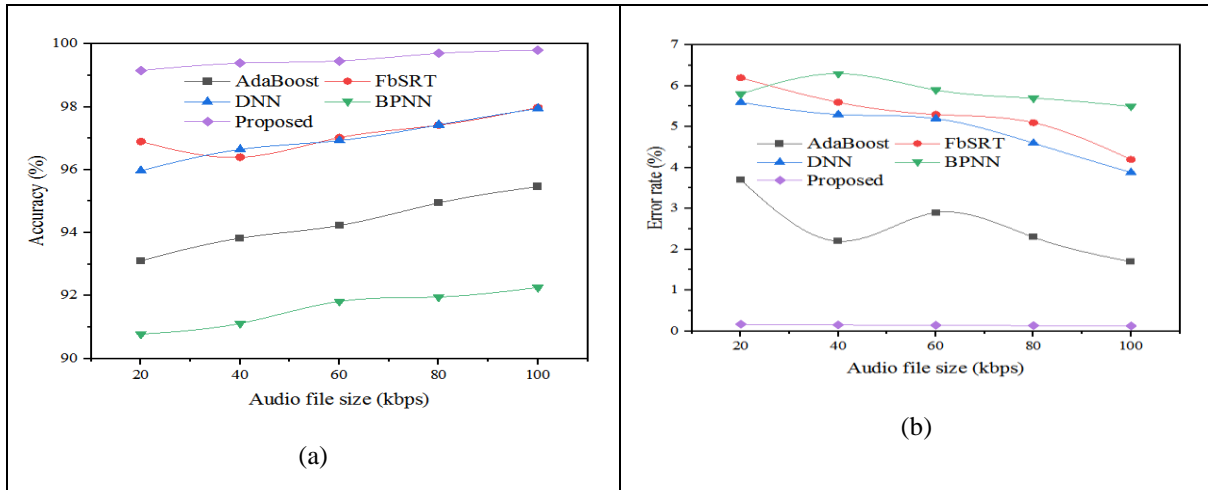 100
98
96
94
92
90
Accuracy (%)
AdaBoost FbSRT
DNN BPNN
Proposed
20 40 60 80 100
Audio file size (kbps)
(a)
7
6
5
4
3
2
1
0
Error rate (%)
AdaBoost FbSRT
DNN BPNN
Proposed
20 40 60 80 100
Audio file size (kbps)
(b)